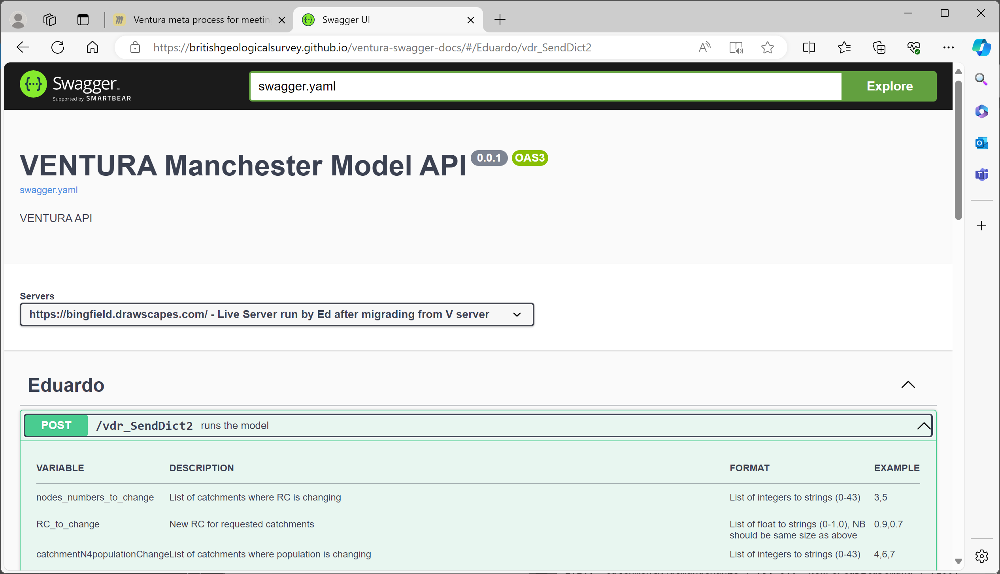 Ventura meta process for meetin
Swagger UI
https://britishgeologicalsurvey.github.io/ventura-swagger-docs/#/Eduardo/vdr_SendDict2
Swagger
Supported by SMARTBEAR
swagger.yaml
Explore
VENTURA Manchester Model API 0.0.1 OAS3
swagger.yaml
VENTURA API
Servers
https://bingfield.drawscapes.com/ - Live Server run by Ed after migrading from V server
Eduardo
POST /vdr_SendDict2 runs the model
VARIABLE DESCRIPTION FORMAT EXAMPLE
nodes_numbers_to_change List of catchments where RC is changing List of integers to strings (0-43) 3,5
RC_to_change New RC for requested catchments List of float to strings (0-1.0), NB 0.9,0.7
should be same size as above
catchmentN4populationChange List of catchments where population is changing List of integers to strings (0-43) 4,6,7